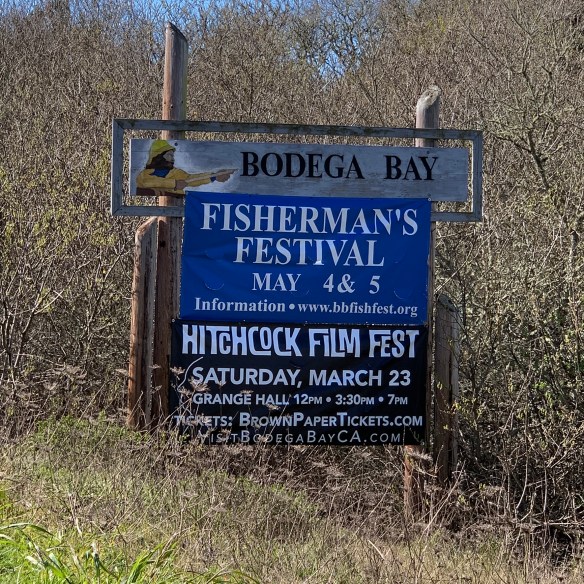 BODEGA BAY
FISHERMAN'S
FESTIVAL
MAY 4 & 5
Information • www.bbfishfest.org
HITCHCOCK FILM FEST
SATURDAY, MARCH 23
GRANGE HALL 12PM • 3:30PM • 7PM
TICKETS: BROWNPAPERTICKETS.COM
VISITBODEGABAYCA.COM